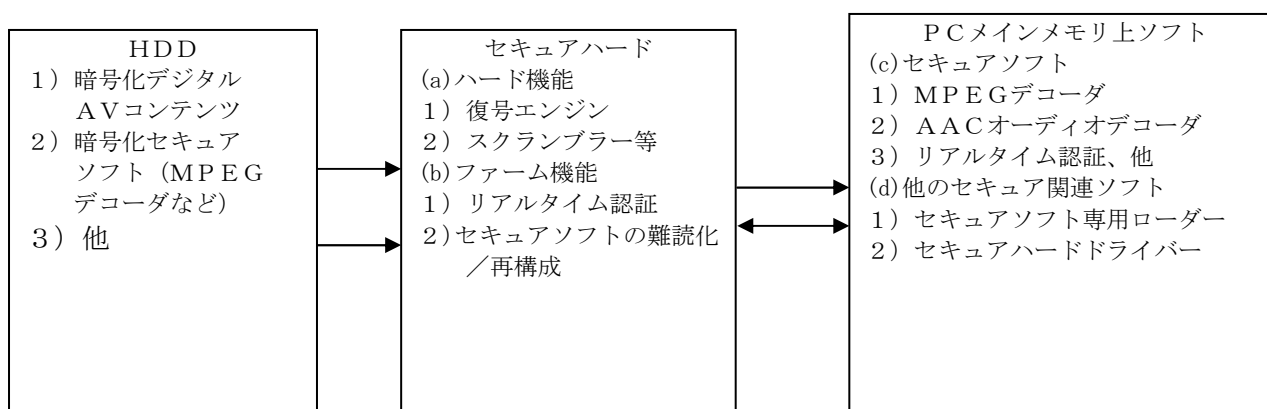 ＨＤＤ
１）暗号化デジタル
ＡＶコンテンツ
２）暗号化セキュア
ソフト（ＭＰＥＧ
デコーダなど）
３）他
セキュアハード
(a)ハード機能
１）復号エンジン
２）スクランブラー等
(b)ファーム機能
１）リアルタイム認証
２）セキュアソフトの難読化
／再構成
ＰＣメインメモリ上ソフト
(c)セキュアソフト
１）ＭＰＥＧデコーダ
２）ＡＡＣオーディオデコーダ
３）リアルタイム認証、他
(d)他のセキュア関連ソフト
１）セキュアソフト専用ローダー
２）セキュアハードドライバー